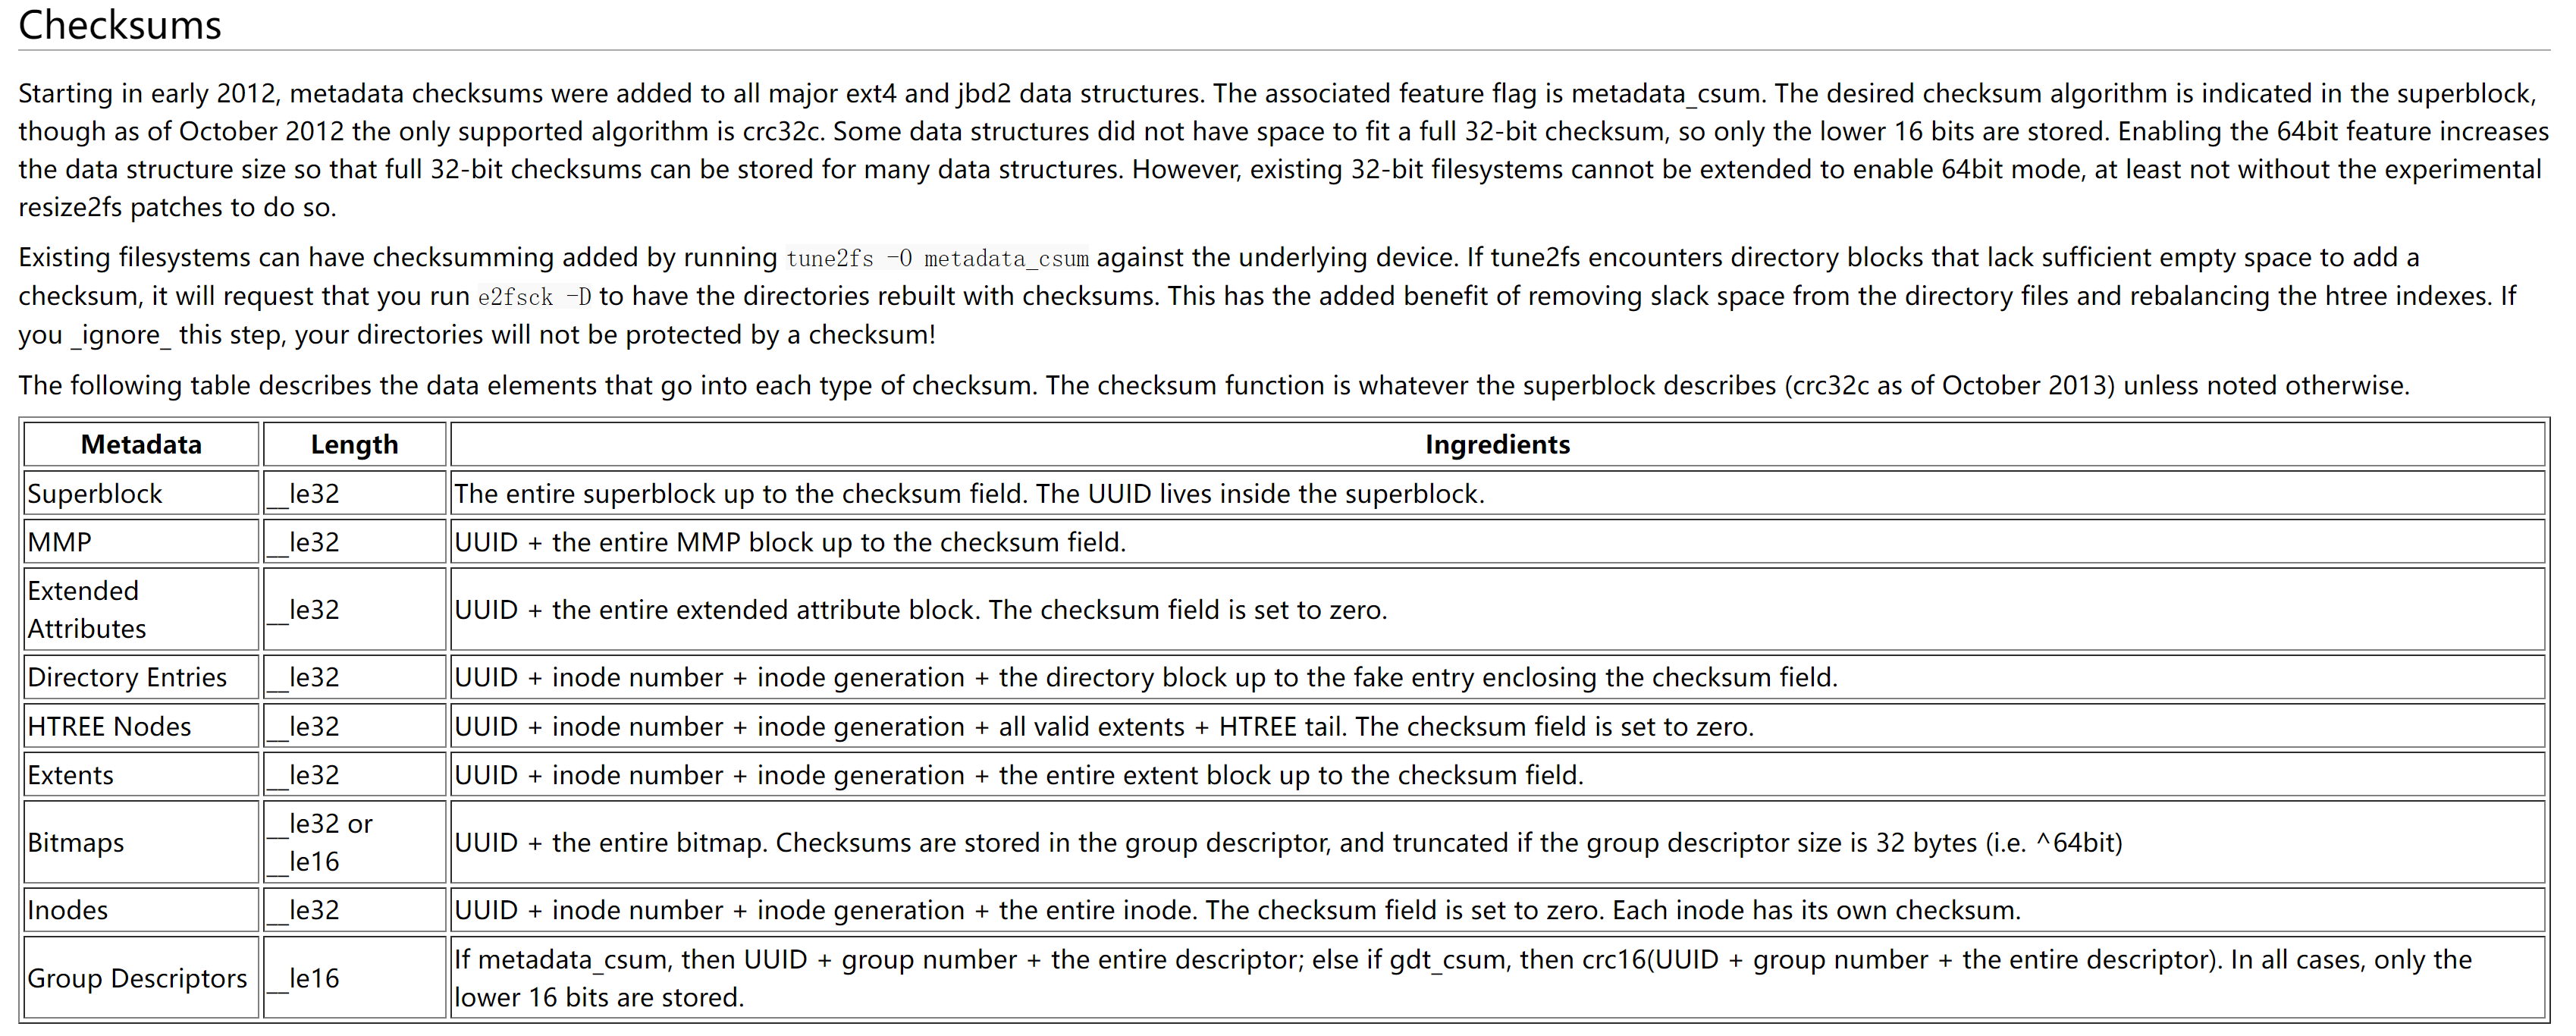 Checksums
Starting in early 2012, metadata checksums were added to all major ext4 and jbd2 data structures. The associated feature flag is metadata_csum. The desired checksum algorithm is indicated in the superblock,
though as of October 2012 the only supported algorithm is crc32c. Some data structures did not have space to fit a full 32-bit checksum, so only the lower 16 bits are stored. Enabling the 64bit feature increases
the data structure size so that full 32-bit checksums can be stored for many data structures. However, existing 32-bit filesystems cannot be extended to enable 64bit mode, at least not without the experimental
resize2fs patches to do so.
Existing filesystems can have checksumming added by running tune2fs -O metadata_csum against the underlying device. If tune2fs encounters directory blocks that lack sufficient empty space to add a
checksum, it will request that you run e2fsck -D to have the directories rebuilt with checksums. This has the added benefit of removing slack space from the directory files and rebalancing the htree indexes. If
you _ignore_ this step, your directories will not be protected by a checksum!
The following table describes the data elements that go into each type of checksum. The checksum function is whatever the superblock describes (crc32c as of October 2013) unless noted otherwise.
Metadata Length Ingredients
Superblock __le32 The entire superblock up to the checksum field. The UUID lives inside the superblock.
MMP __le32 UUID + the entire MMP block up to the checksum field.
Extended
Attributes __le32 UUID + the entire extended attribute block. The checksum field is set to zero.
Directory Entries __le32 UUID + inode number + inode generation + the directory block up to the fake entry enclosing the checksum field.
HTREE Nodes __le32 UUID + inode number + inode generation + all valid extents + HTREE tail. The checksum field is set to zero.
Extents __le32 UUID + inode number + inode generation + the entire extent block up to the checksum field.
Bitmaps __le32 or
__le16 UUID + the entire bitmap. Checksums are stored in the group descriptor, and truncated if the group descriptor size is 32 bytes (i.e. ^64bit)
Inodes __le32 UUID + inode number + inode generation + the entire inode. The checksum field is set to zero. Each inode has its own checksum.
Group Descriptors __le16 If metadata_csum, then UUID + group number + the entire descriptor; else if gdt_csum, then crc16(UUID + group number + the entire descriptor). In all cases, only the
lower 16 bits are stored.